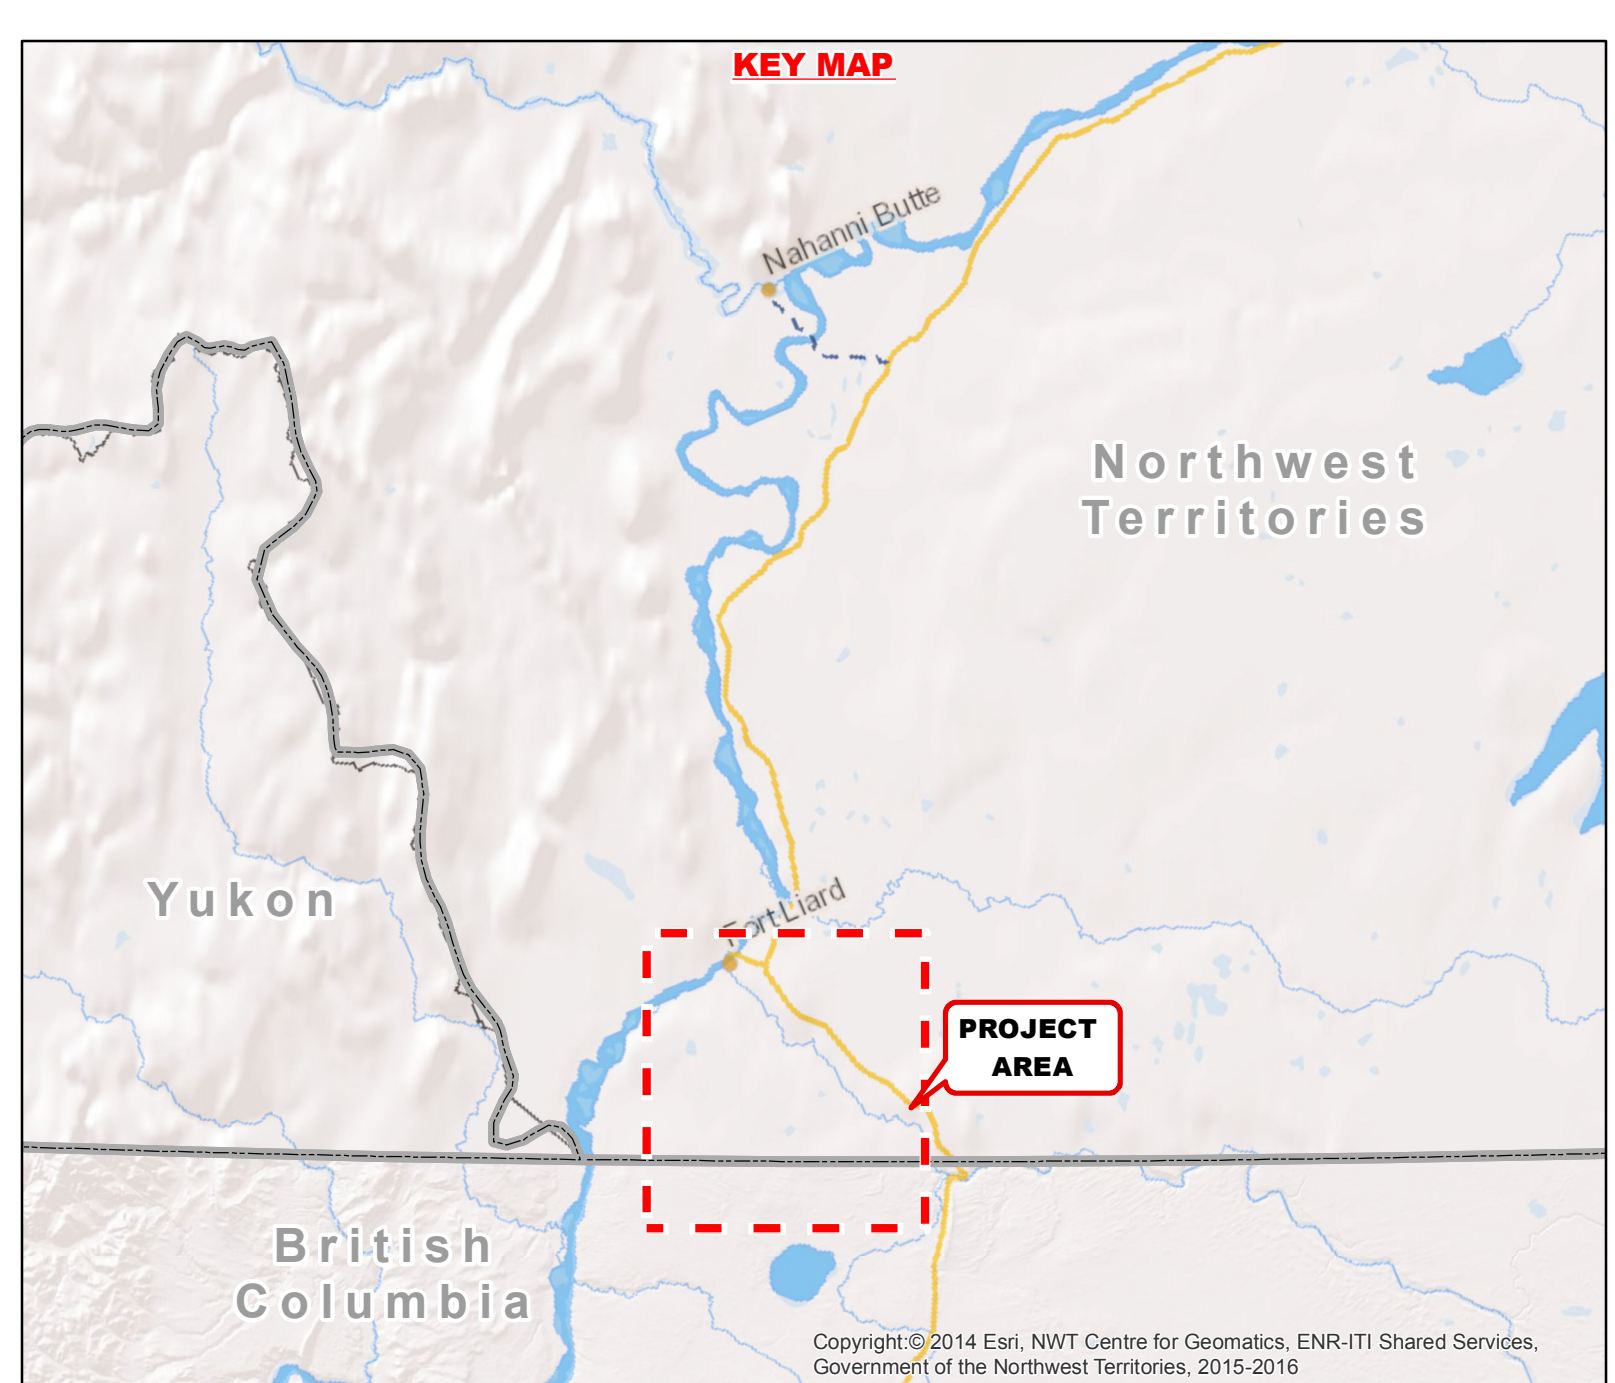 KEY MAP
Nahanni Butte
Northwest
Territories
Yukon
Fort Liard
PROJECT
AREA
British
Columbia
Copyright:© 2014 Esri, NWT Centre for Geomatics, ENR-ITI Shared Services,
Government of the Northwest Territories, 2015-2016